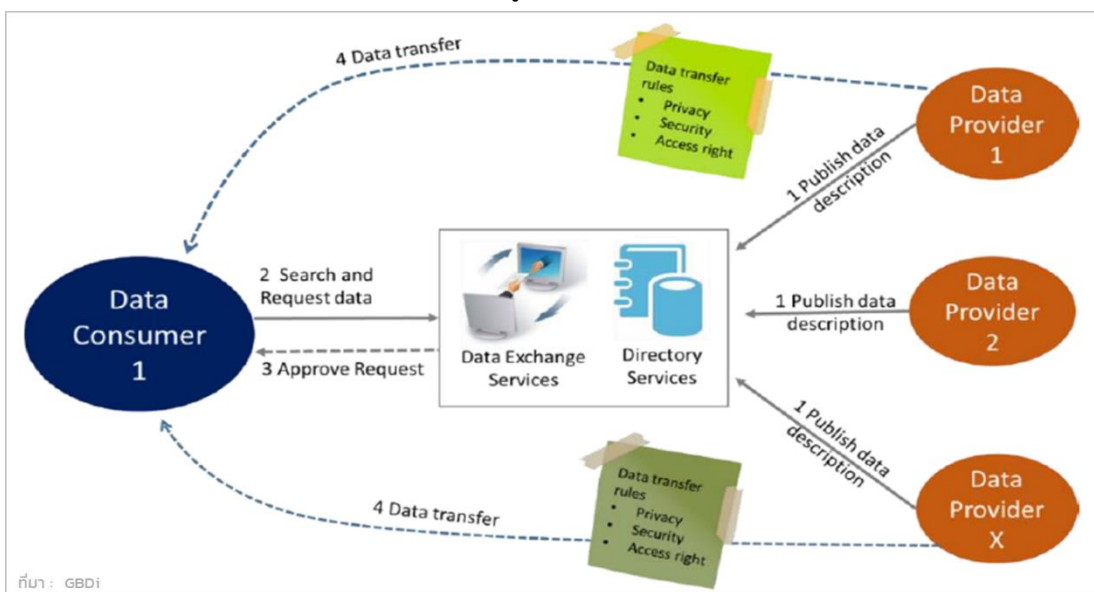 4 Data transfer
Data transfer
rules
• Privacy
• Security
• Access right
Data
Provider
1
1 Publish data
description
2 Search and
Request data
Data
Consumer
1
3 Approve Request
Data Exchange
Services
Directory
Services
1 Publish data
description
Data
Provider
2
1 Publish data
description
Data transfer
rules
• Privacy
• Security
• Access right
4 Data transfer
Data
Provider
X
ที่มา : GBDi